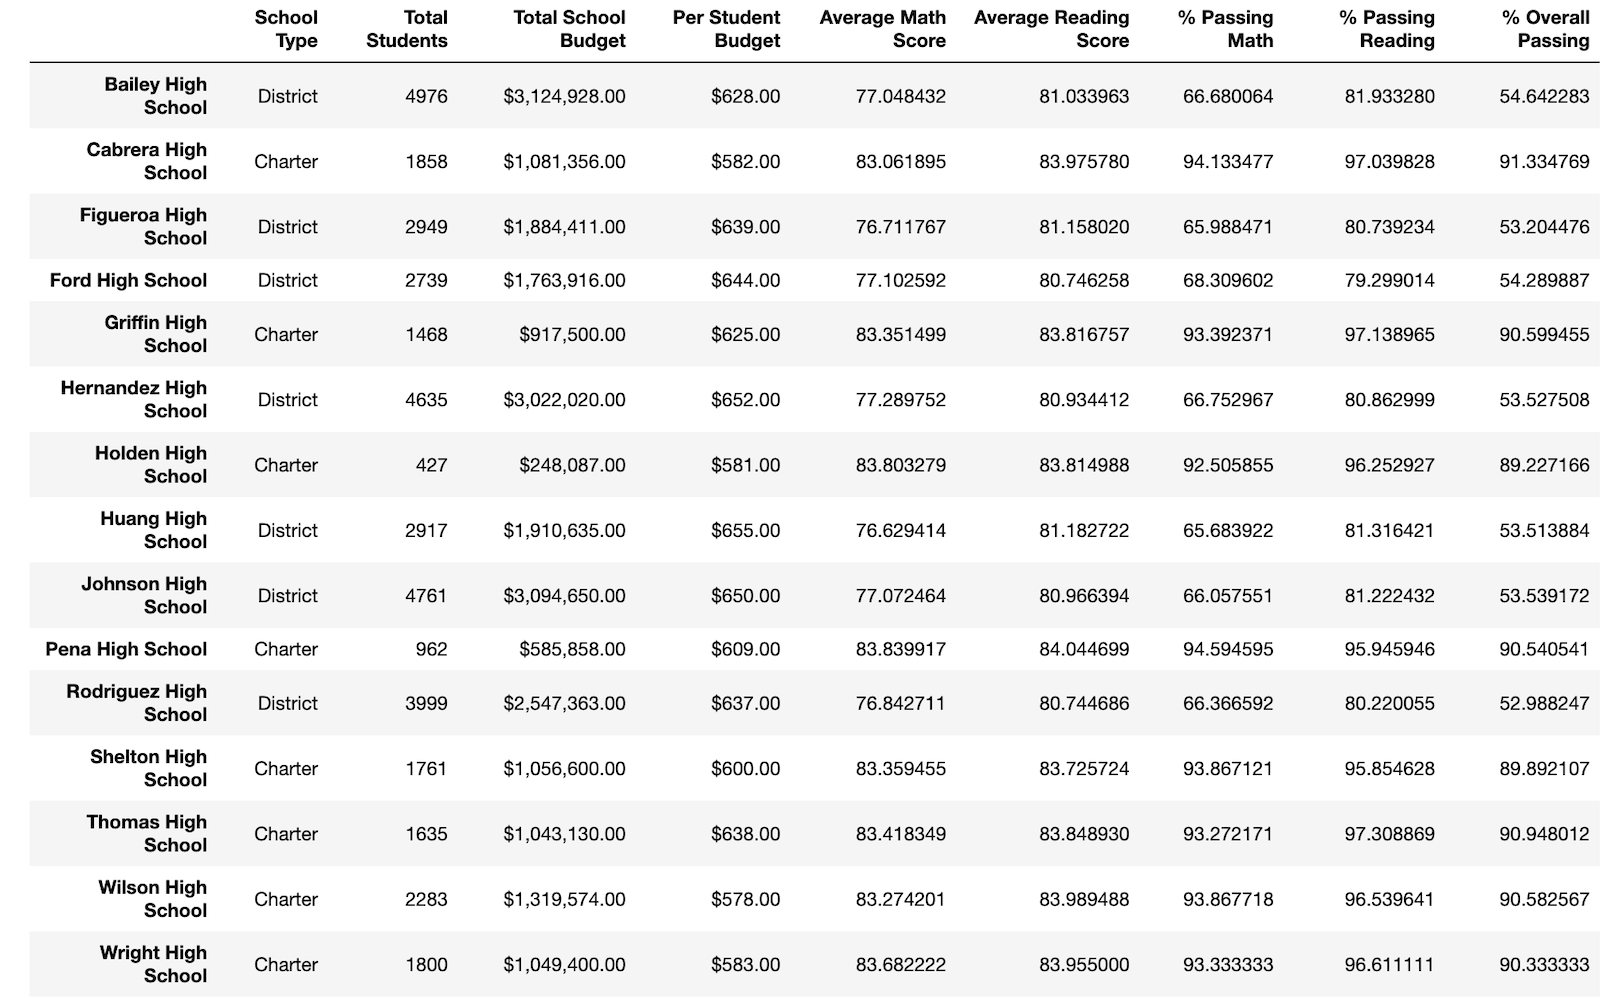 School Type Total Students Total School Budget Per Student Budget Average Math Score Average Reading Score % Passing Math % Passing Reading % Overall Passing
Bailey High School District 4976 $3,124,928.00 $628.00 77.048432 81.033963 66.680064 81.933280 54.642283
Cabrera High School Charter 1858 $1,081,356.00 $582.00 83.061895 83.975780 94.133477 97.039828 91.334769
Figueroa High School District 2949 $1,884,411.00 $639.00 76.711767 81.158020 65.988471 80.739234 53.204476
Ford High School District 2739 $1,763,916.00 $644.00 77.102592 80.746258 68.309602 79.299014 54.289887
Griffin High School Charter 1468 $917,500.00 $625.00 83.351499 83.816757 93.392371 97.138965 90.599455
Hernandez High School District 4635 $3,022,020.00 $652.00 77.289752 80.934412 66.752967 80.862999 53.527508
Holden High School Charter 427 $248,087.00 $581.00 83.803279 83.814988 92.505855 96.252927 89.227166
Huang High School District 2917 $1,910,635.00 $655.00 76.629414 81.182722 65.683922 81.316421 53.513884
Johnson High School District 4761 $3,094,650.00 $650.00 77.072464 80.966394 66.057551 81.222432 53.539172
Pena High School Charter 962 $585,858.00 $609.00 83.839917 84.044699 94.594595 95.945946 90.540541
Rodriguez High School District 3999 $2,547,363.00 $637.00 76.842711 80.744686 66.366592 80.220055 52.988247
Shelton High School Charter 1761 $1,056,600.00 $600.00 83.359455 83.725724 93.867121 95.854628 89.892107
Thomas High School Charter 1635 $1,043,130.00 $638.00 83.418349 83.848930 93.272171 97.308869 90.948012
Wilson High School Charter 2283 $1,319,574.00 $578.00 83.274201 83.989488 93.867718 96.539641 90.582567
Wright High School Charter 1800 $1,049,400.00 $583.00 83.682222 83.955000 93.333333 96.611111 90.333333